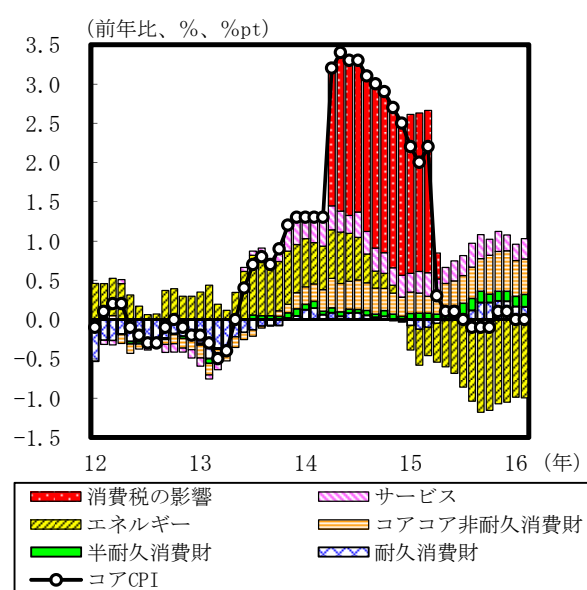 (前年比、%、%pt)
3.5
3.0
2.5
2.0
1.5
1.0
0.5
0.0
-0.5
-1.0
-1.5
12 13 14 15 16 (年)
消費税の影響 サービス
エネルギー コアコア非耐久消費財
半耐久消費財 耐久消費財
コアCPI